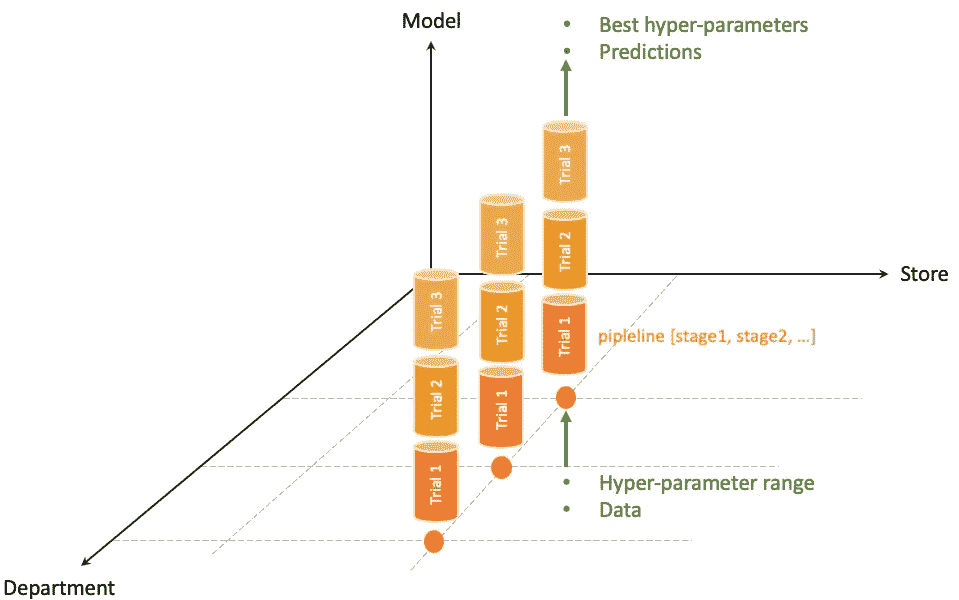 Model
Best hyper-parameters
Predictions
Trial 3
Trial 3
Trial 2
Store
Trial 3
Trial 2
Trial 1
pipleline [stage1, stage2, ...]
Trial 2
Trial 1
Trial 1
Hyper-parameter range
Data
Department